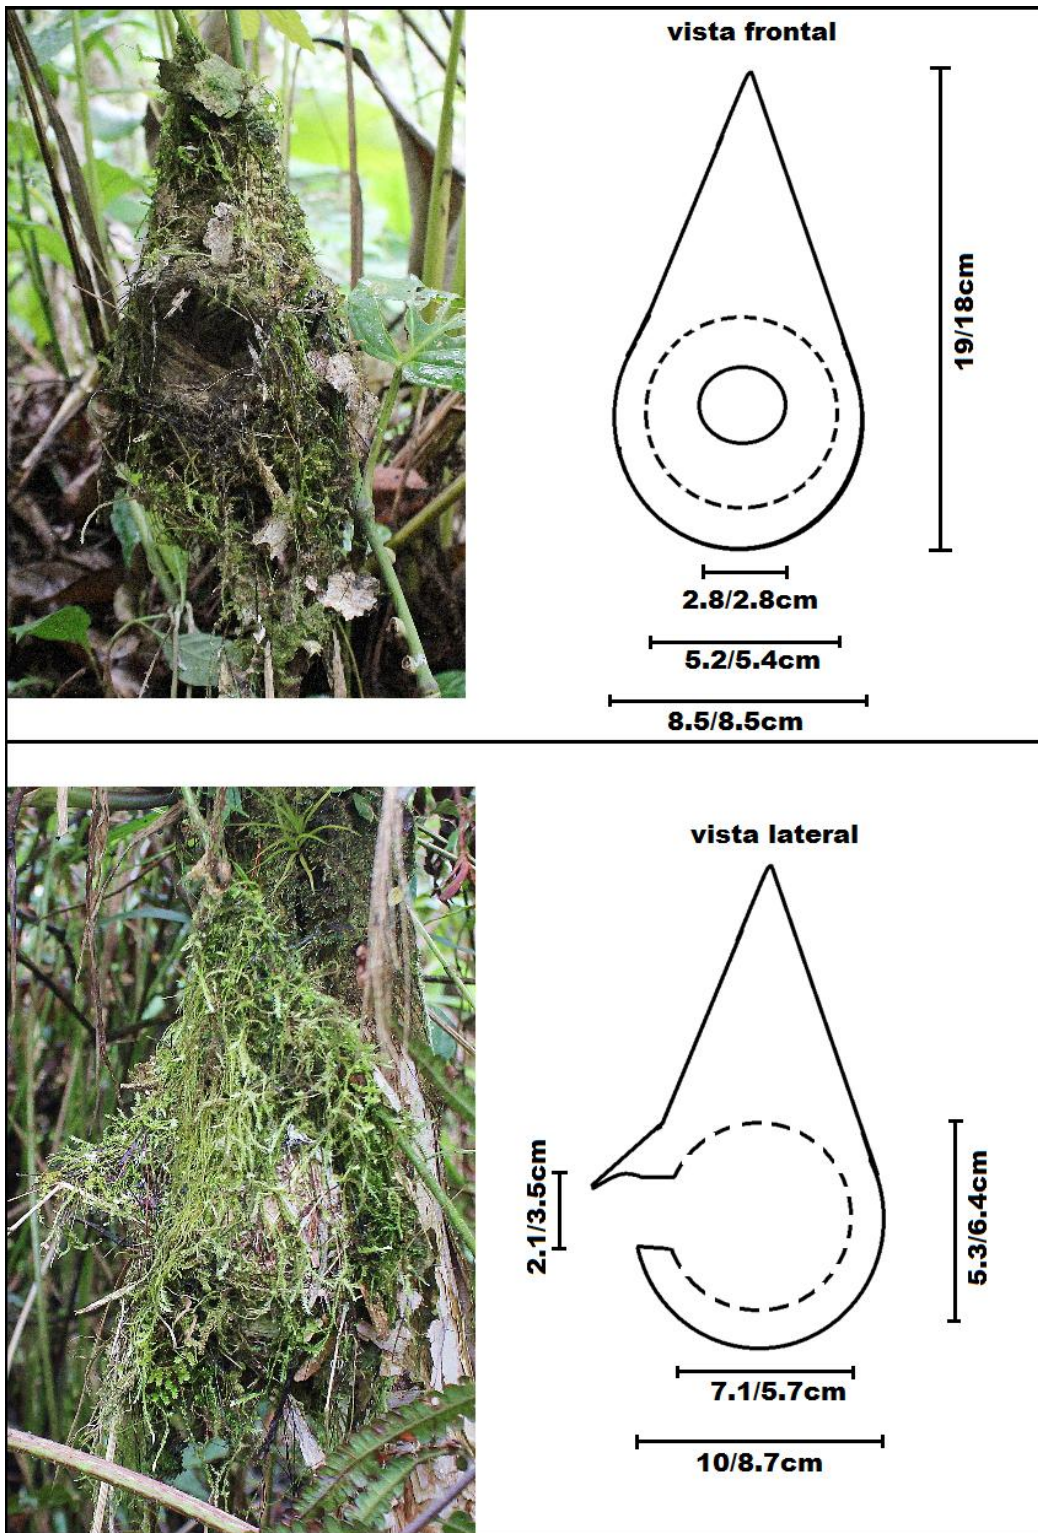 vista frontal
19/18cm
2.8/2.8cm
5.2/5.4cm
8.5/8.5cm
vista lateral
2.1/3.5cm
5.3/6.4cm
7.1/5.7cm
10/8.7cm